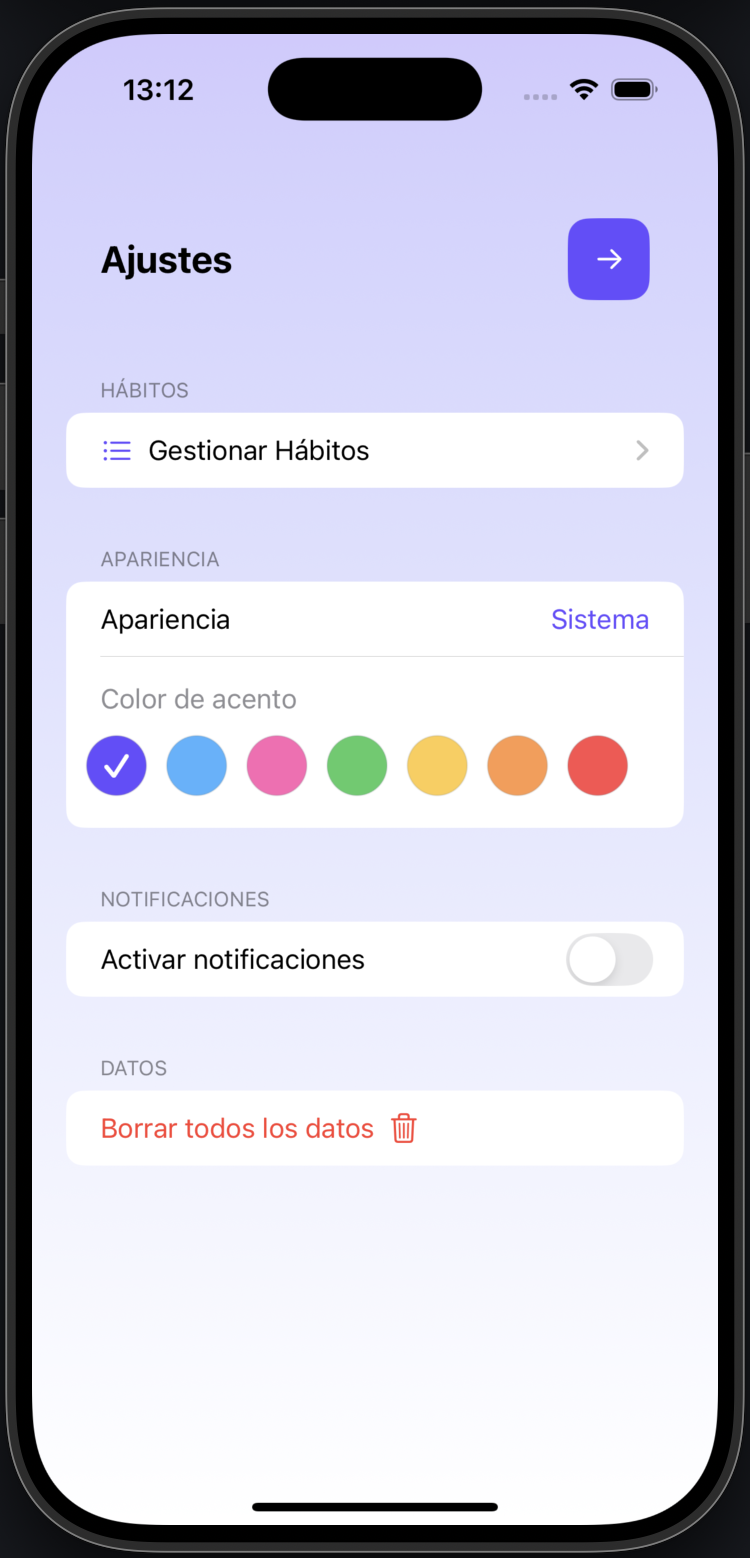 13:12
Ajustes
HÁBITOS
Gestionar Hábitos
APARIENCIA
Apariencia Sistema
Color de acento
NOTIFICACIONES
Activar notificaciones
DATOS
Borrar todos los datos